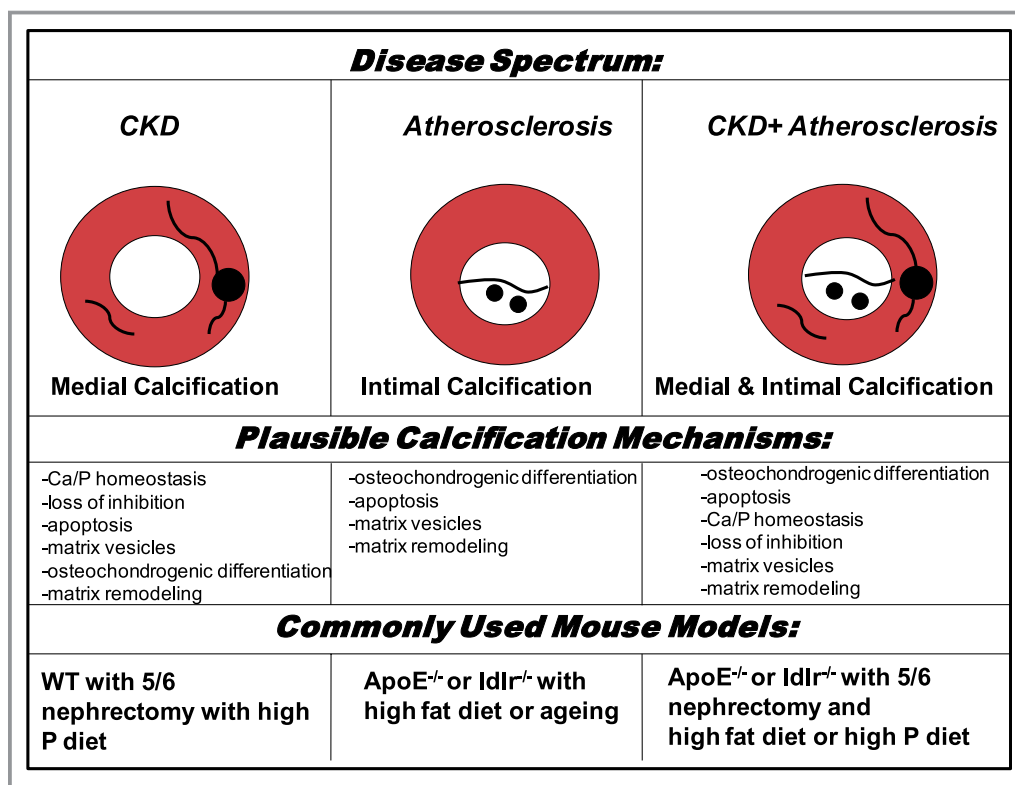 Disease Spectrum:
CKD
Atherosclerosis
CKD+ Atherosclerosis
Medial Calcification
Intimal Calcification
Medial & Intimal Calcification
Plausible Calcification Mechanisms:
-Ca/P homeostasis
-loss of inhibition
-apoptosis
-matrix vesicles
-osteochondrogenic differentiation
-matrix remodeling
-osteochondrogenic differentiation
-apoptosis
-matrix vesicles
-matrix remodeling
-osteochondrogenic differentiation
-apoptosis
-Ca/P homeostasis
-loss of inhibition
-matrix vesicles
-matrix remodeling
Commonly Used Mouse Models:
WT with 5/6
nephrectomy with high
P diet
ApoE-/- or ldlr-/- with
high fat diet or ageing
ApoE-/- or ldlr-/- with 5/6
nephrectomy and
high fat diet or high P diet